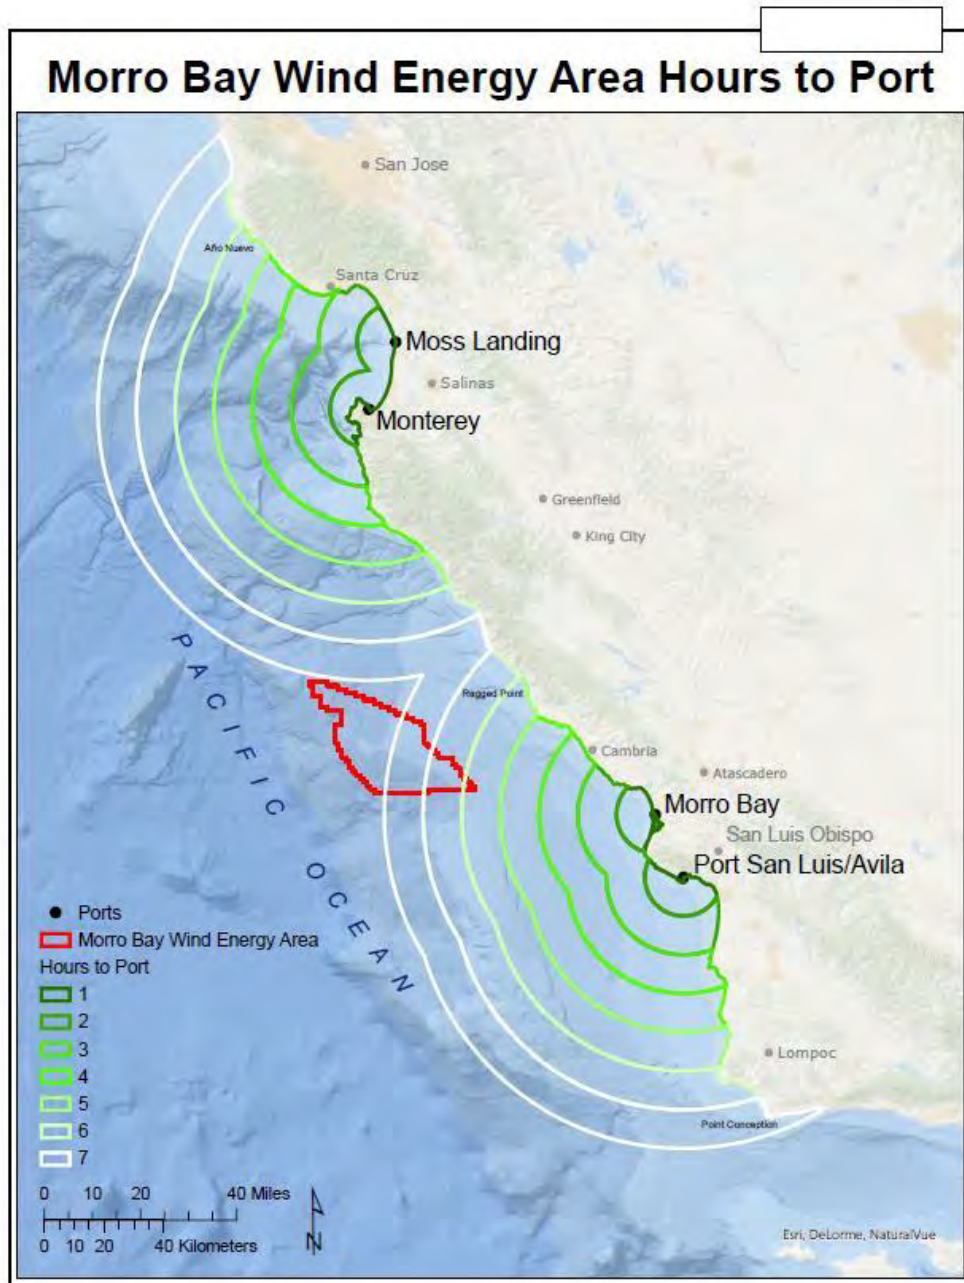 Morro Bay Wind Energy Area Hours to Port
San Jose
Año Nuevo
Santa Cruz
Moss Landing
Salinas
Monterey
Greenfield
King City
PACIFIC
OCEAN
Ragged Point
Cambria
Atascadero
Morro Bay
San Luis Obispo
Port San Luis/Avila
Lompoc
Point Conception
Ports
Morro Bay Wind Energy Area
Hours to Port
1
2
3
4
5
6
7
0 10 20 40 Miles
0 10 20 40 Kilometers
N
Esri, DeLorme, NaturalVue